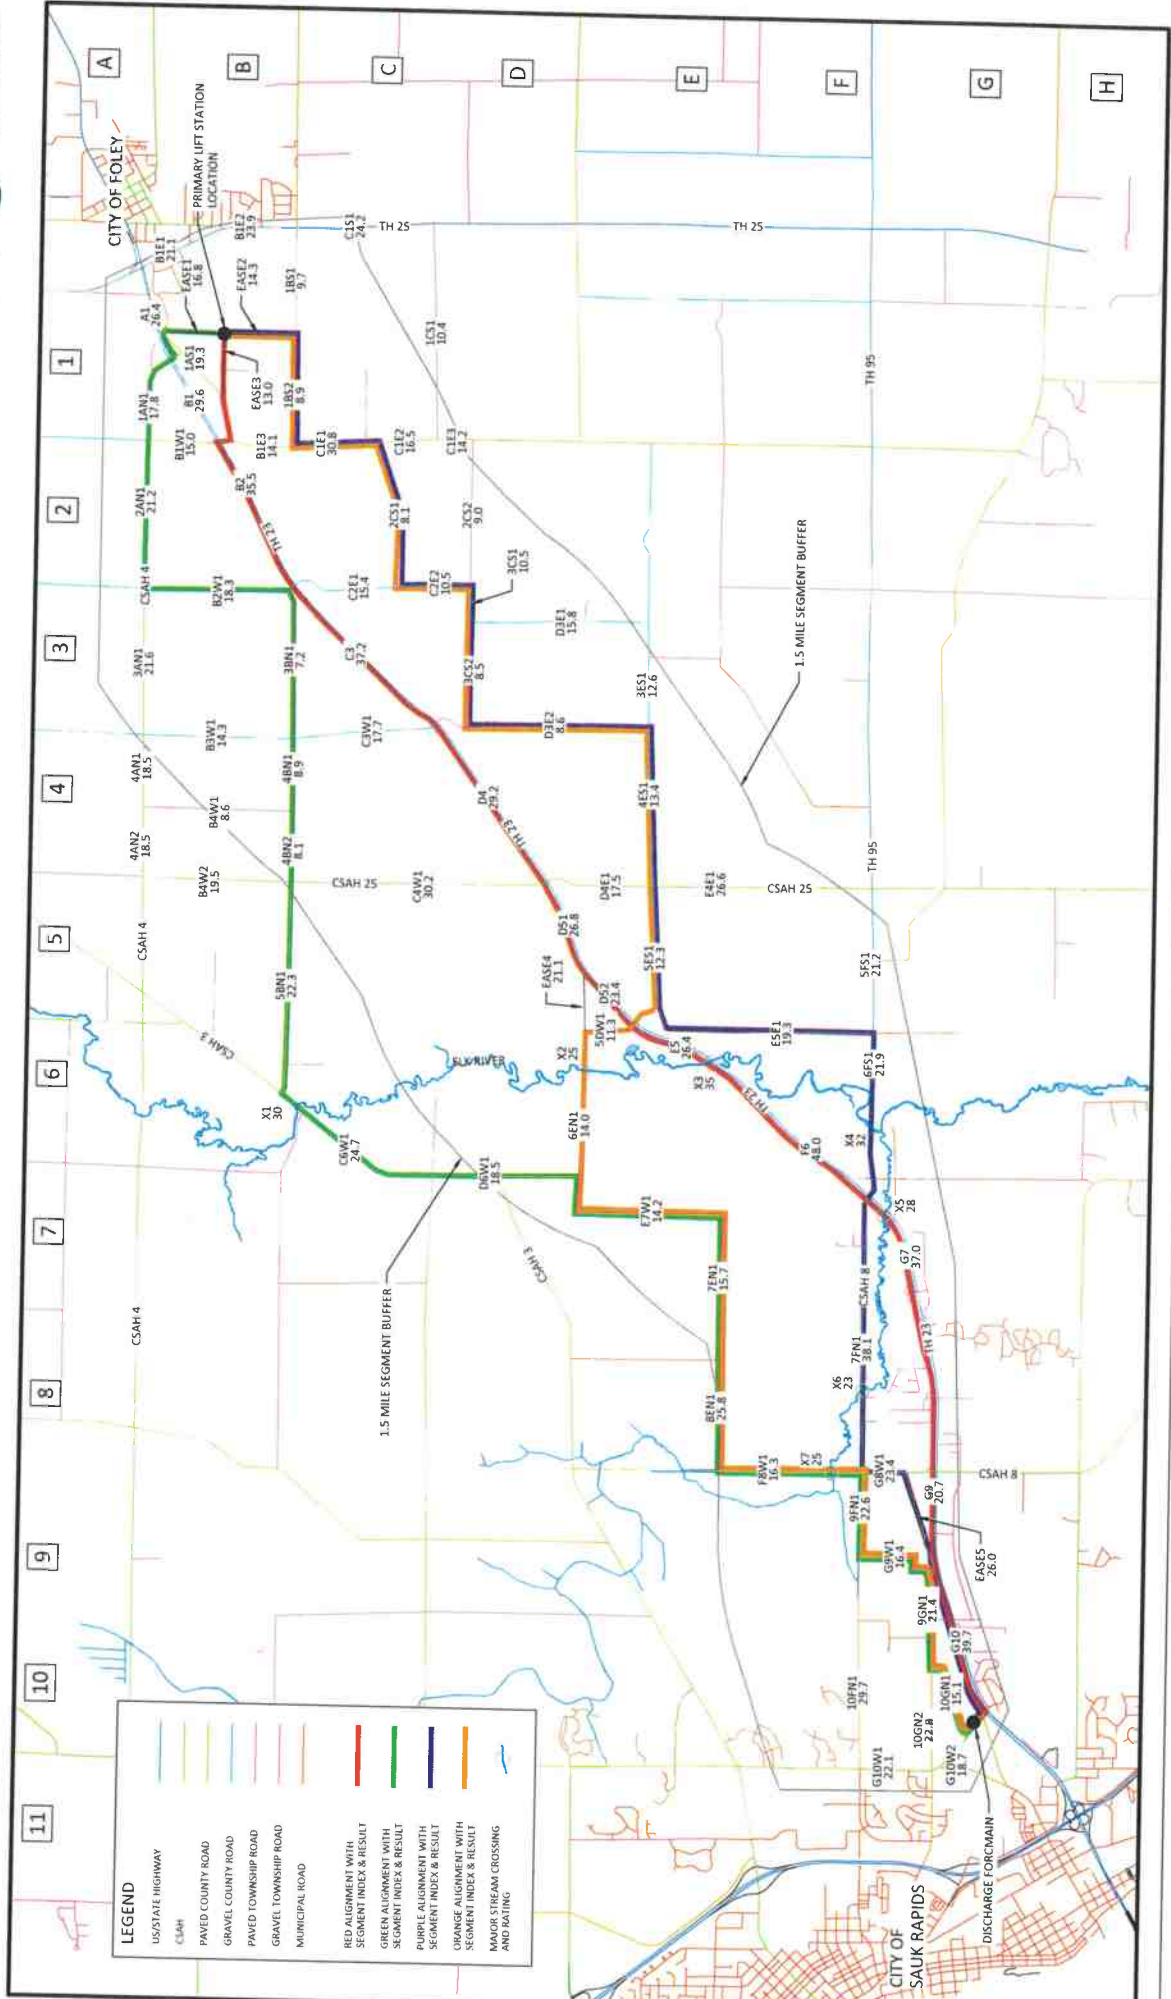 A
B
C
D
E
F
G
H
1
2
3
4
5
6
7
8
9
10
11
CITY OF FOLEY
PRIMARY LIFT STATION
LOCATION
A1
26.4
B1E1
21.1
EASE1
16.8
B1E2
23.9
EASE2
14.3
1BS1
9.7
C1S1
24.2
TH 25
TH 25
1AN1
17.8
1AS1
19.3
B1
29.6
EASE3
13.0
1BS2
8.9
1CS1
10.4
TH 95
B1W1
15.0
B1E3
14.1
C1E1
30.8
C1E2
16.5
C1E3
14.2
2AN1
21.2
B2
35.5
TH 23
2CS1
8.1
2CS2
9.0
CSAH 4
B2W1
18.3
C2E1
15.4
C2E2
10.5
3CS1
10.5
D3E1
15.8
1.5 MILE SEGMENT BUFFER
3AN1
21.6
3BN1
7.2
C3
37.2
3CS2
8.5
3ES1
12.6
B3W1
14.3
C3W1
17.7
D3E2
8.6
4AN1
18.5
4BN1
8.9
B4W1
8.6
D4
29.2
4ES1
13.4
4AN2
18.5
4BN2
8.1
TH 23
TH 95
B4W2
19.5
CSAH 25
C4W1
30.2
D4E1
17.5
E4E1
26.6
CSAH 25
CSAH 4
D51
26.8
5BN1
22.3
EASE4
21.1
D52
23.4
5ES1
12.3
5FS1
21.2
CSAH 3
5DW1
11.3
X2
25
ELK RIVER
E5
26.4
E5E1
19.3
6FS1
21.9
X1
30
X3
35
TH 23
C6W1
24.7
6EN1
14.0
F6
48.0
X4
32
D6W1
18.5
E7W1
14.2
X5
28
CSAH 3
G7
37.0
CSAH 4
1.5 MILE SEGMENT BUFFER
7EN1
15.7
CSAH 8
TH 23
7FN1
38.1
X6
23
8EN1
25.8
F8W1
16.3
X7
25
G8W1
23.4
CSAH 8
G9
20.7
9FN1
22.6
G9W1
16.4
EASE5
26.0
9GN1
21.4
G10
39.7
10FN1
29.7
10GN1
15.1
10GN2
22.8
G10W1
22.1
G10W2
18.7
DISCHARGE FORCMAIN
CITY OF
SAUK RAPIDS
LEGEND
US/STATE HIGHWAY
CSAH
PAVED COUNTY ROAD
GRAVEL COUNTY ROAD
PAVED TOWNSHIP ROAD
GRAVEL TOWNSHIP ROAD
MUNICIPAL ROAD
RED ALIGNMENT WITH
SEGMENT INDEX & RESULT
GREEN ALIGNMENT WITH
SEGMENT INDEX & RESULT
PURPLE ALIGNMENT WITH
SEGMENT INDEX & RESULT
ORANGE ALIGNMENT WITH
SEGMENT INDEX & RESULT
MAJOR STREAM CROSSING
AND RATING